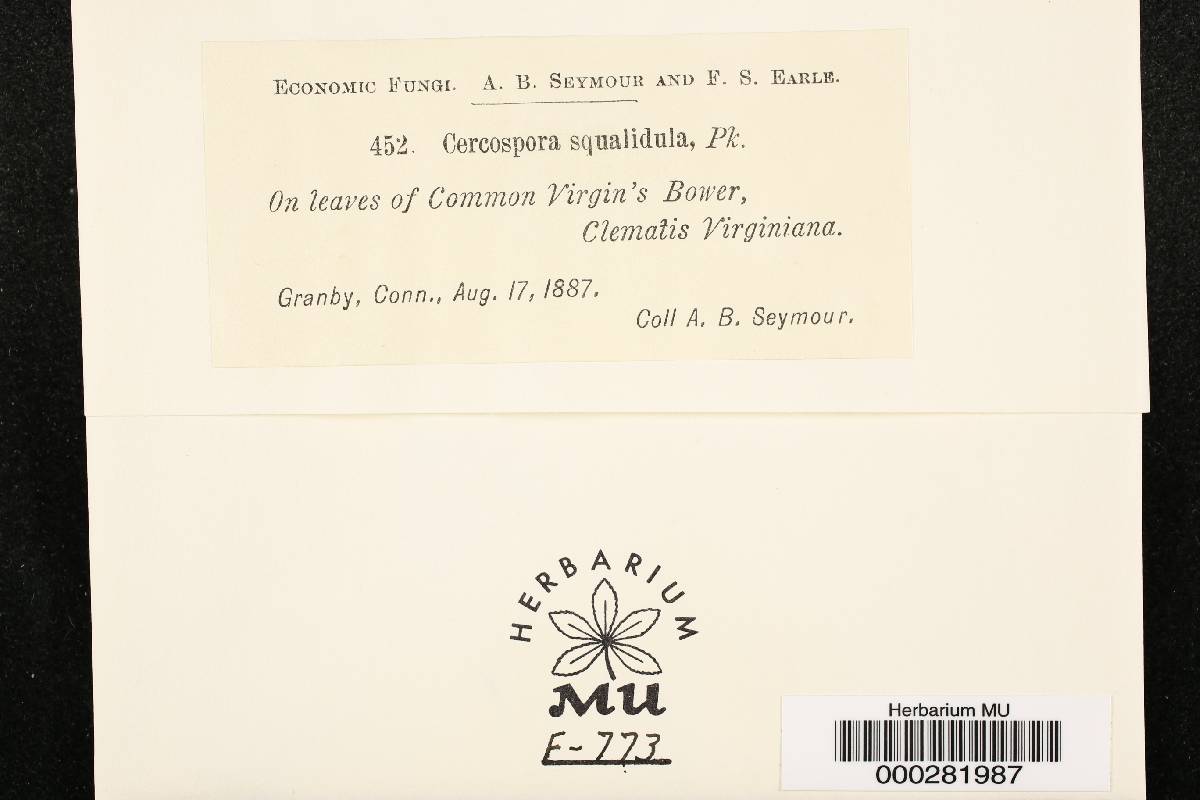 Economic Fungi. A. B. Seymour and F. S. Earle.
452. Cercospora squalidula, Pk.
On leaves of Common Virgin's Bower,
Clematis Virginiana.
Granby, Conn., Aug. 17, 1887.
Coll A. B. Seymour.
HERBARIUM
MU
F-773
Herbarium MU
000281987